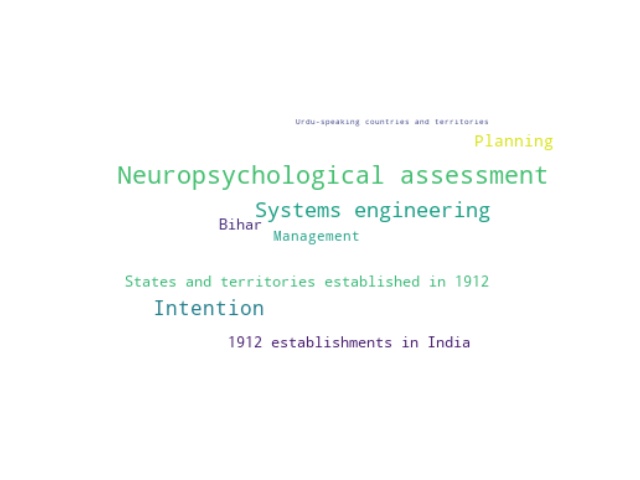 Urdu-speaking countries and territories
Planning
Neuropsychological assessment
Systems engineering
Bihar
Management
States and territories established in 1912
Intention
1912 establishments in India